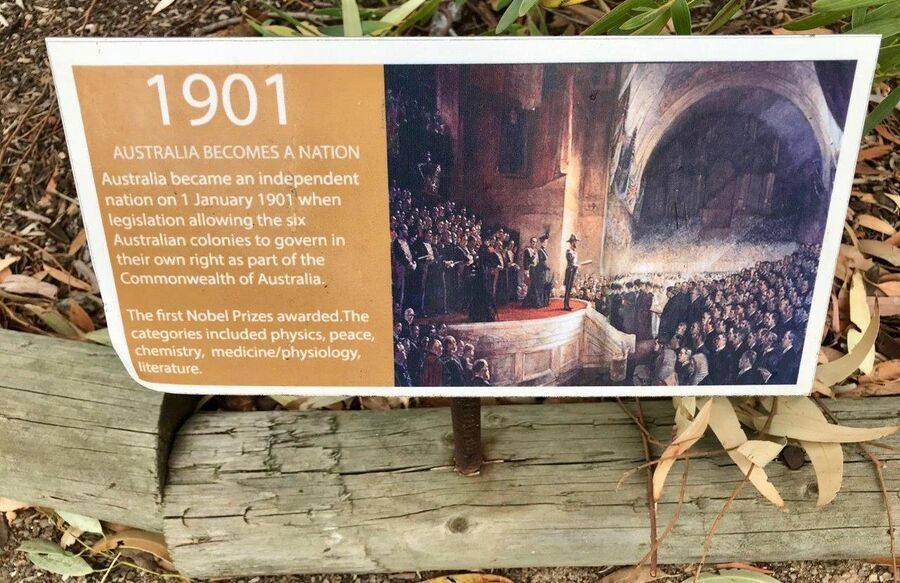 1901
AUSTRALIA BECOMES A NATION
Australia became an independent
nation on 1 January 1901 when
legislation allowing the six
Australian colonies to govern in
their own right as part of the
Commonwealth of Australia.
The first Nobel Prizes awarded.The
categories included physics, peace,
chemistry, medicine/physiology,
literature.